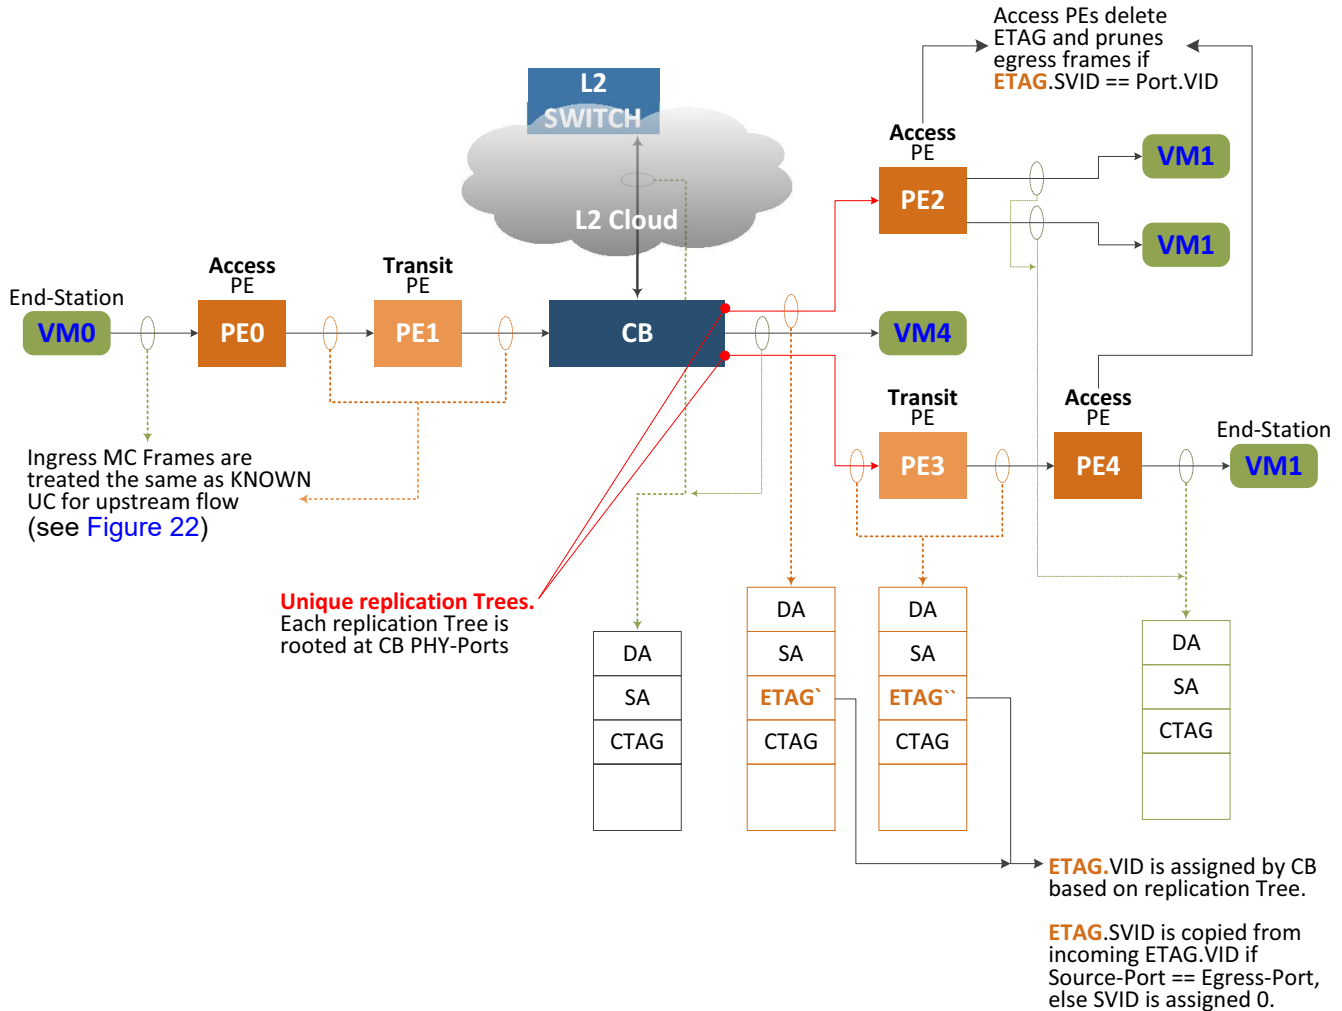 Access PEs delete
ETAG and prunes
egress frames if
ETAG.SVID == Port.VID
L2
SWITCH
L2 Cloud
Access
PE
PE2
VM1
VM1
End-Station
VM0
Access
PE
PE0
Transit
PE
PE1
CB
VM4
Transit
PE
PE3
Access
PE
PE4
End-Station
VM1
Ingress MC Frames are
treated the same as KNOWN
UC for upstream flow
(see Figure 22)
Unique replication Trees.
Each replication Tree is
rooted at CB PHY-Ports
DA
SA
CTAG
DA
SA
ETAG`
CTAG
DA
SA
ETAG``
CTAG
DA
SA
CTAG
ETAG.VID is assigned by CB
based on replication Tree.
ETAG.SVID is copied from
incoming ETAG.VID if
Source-Port == Egress-Port,
else SVID is assigned 0.